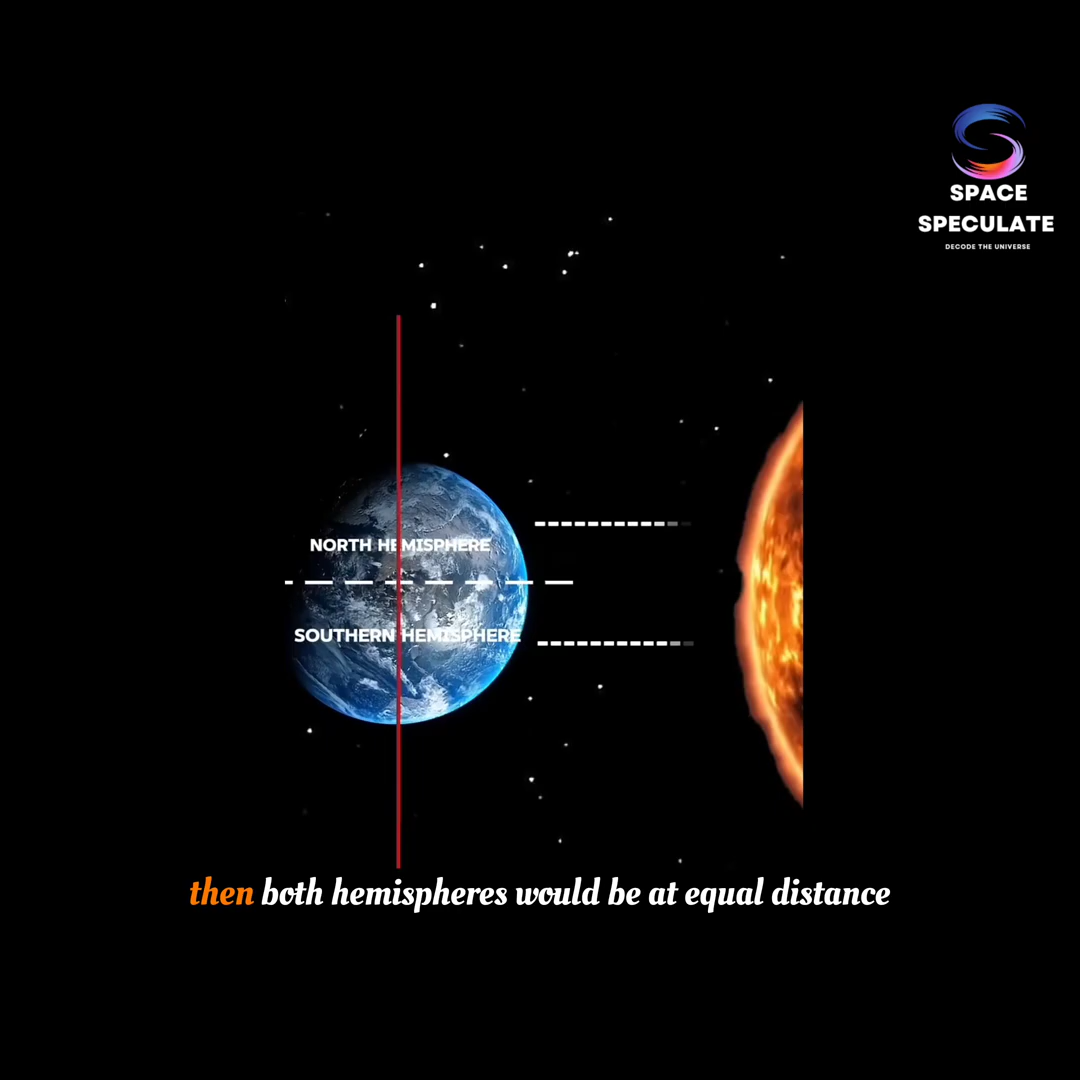 SPACE
SPECULATE
DECODE THE UNIVERSE
NORTH HEMISPHERE
SOUTHERN HEMISPHERE
then both hemispheres would be at equal distance